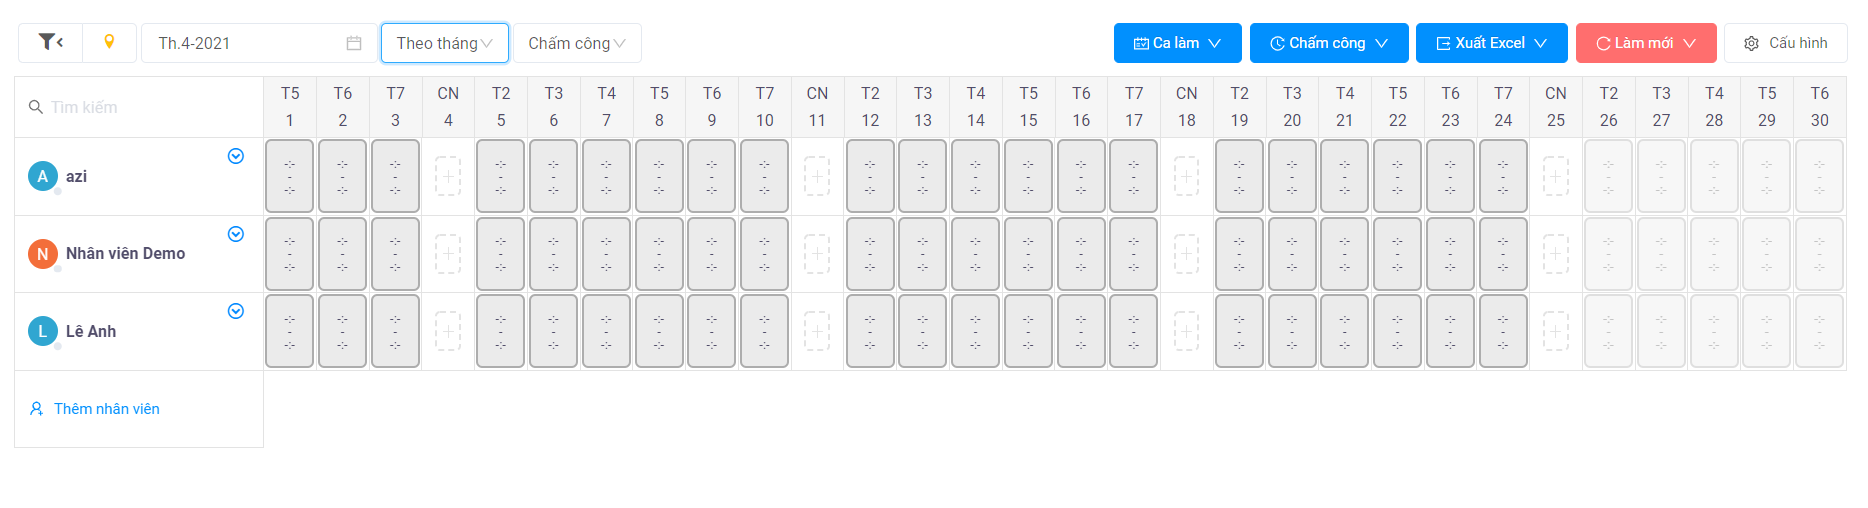 Th.4-2021 Theo tháng Chấm công Ca làm Chấm công Xuất Excel Làm mới Cấu hình
Tìm kiếm
T5 T6 T7 CN T2 T3 T4 T5 T6 T7 CN T2 T3 T4 T5 T6 T7 CN T2 T3 T4 T5 T6 T7 CN T2 T3 T4 T5 T6
1 2 3 4 5 6 7 8 9 10 11 12 13 14 15 16 17 18 19 20 21 22 23 24 25 26 27 28 29 30
A azi
N Nhân viên Demo
L Lê Anh
Thêm nhân viên